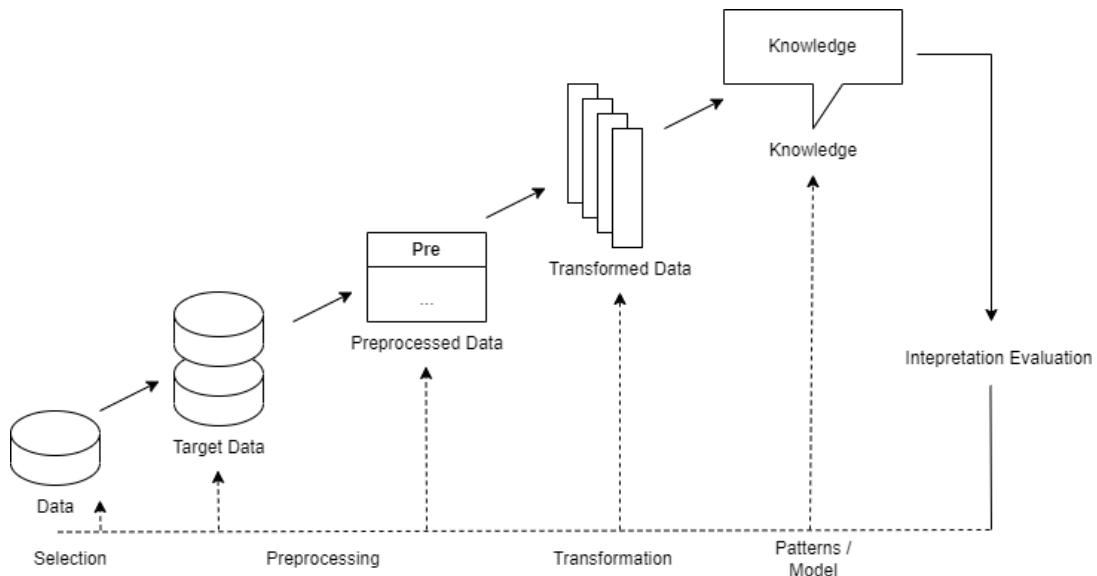 Knowledge
Knowledge
Pre
...
Transformed Data
Preprocessed Data
Intepretation Evaluation
Target Data
Data
Selection
Preprocessing
Transformation
Patterns /
Model